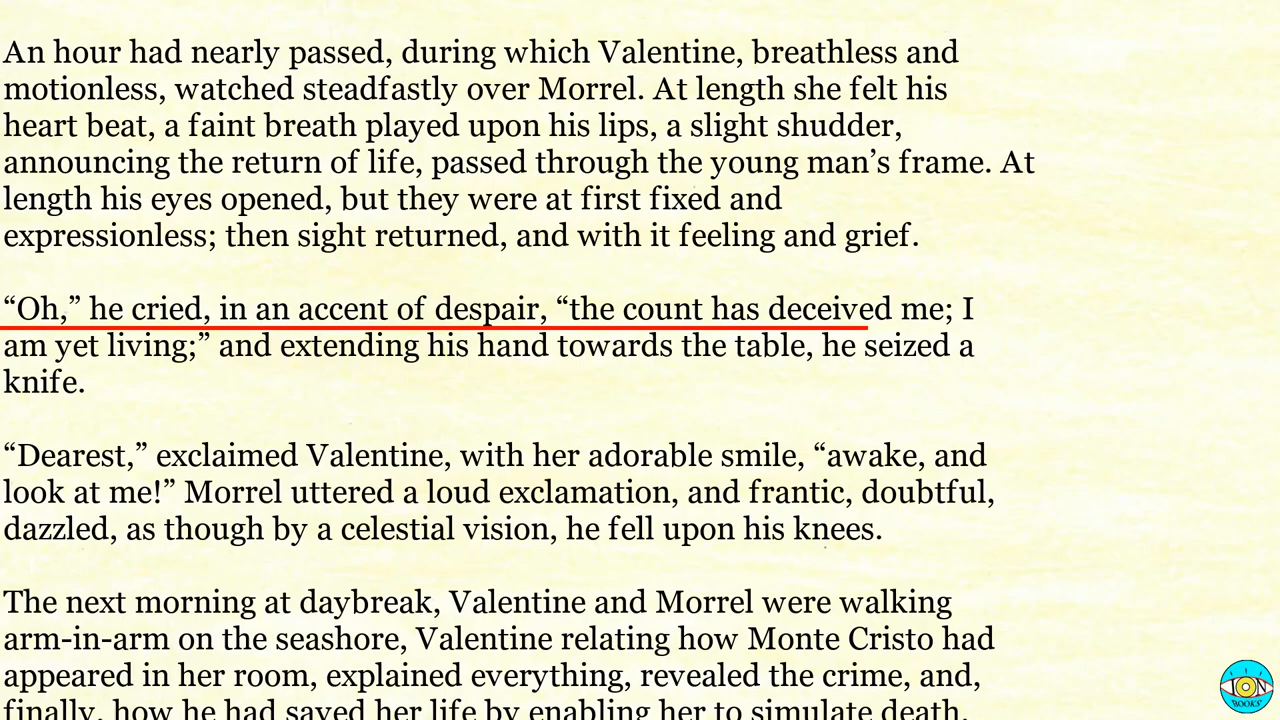 An hour had nearly passed, during which Valentine, breathless and
motionless, watched steadfastly over Morrel. At length she felt his
heart beat, a faint breath played upon his lips, a slight shudder,
announcing the return of life, passed through the young man’s frame. At
length his eyes opened, but they were at first fixed and
expressionless; then sight returned, and with it feeling and grief.
“Oh,” he cried, in an accent of despair, “the count has deceived me; I
am yet living;” and extending his hand towards the table, he seized a
knife.
“Dearest,” exclaimed Valentine, with her adorable smile, “awake, and
look at me!” Morrel uttered a loud exclamation, and frantic, doubtful,
dazzled, as though by a celestial vision, he fell upon his knees.
The next morning at daybreak, Valentine and Morrel were walking
arm-in-arm on the seashore, Valentine relating how Monte Cristo had
appeared in her room, explained everything, revealed the crime, and,
finally, how he had saved her life by enabling her to simulate death.
ION
BOOKS